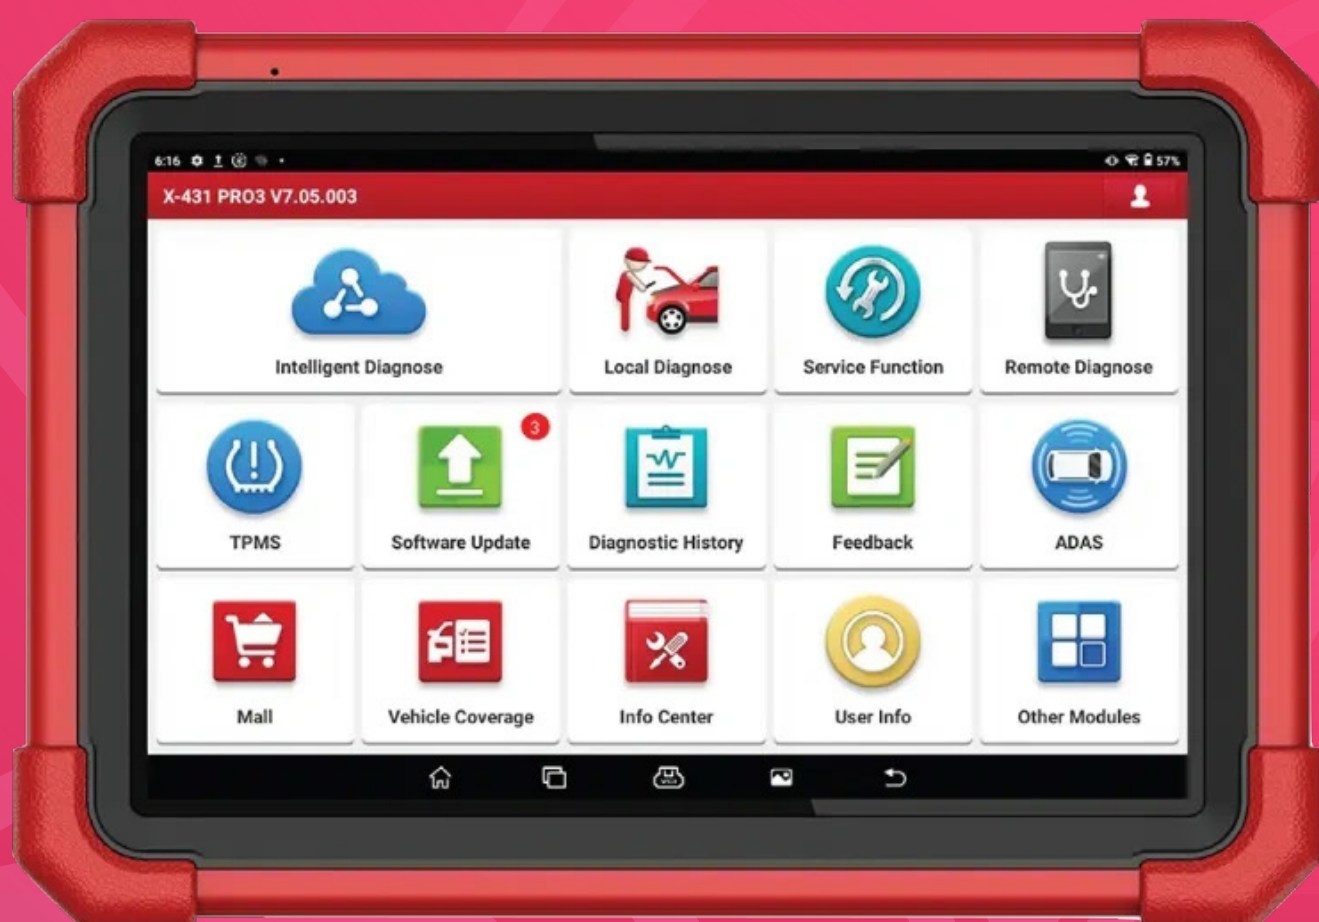 6:16
57%
X-431 PRO3 V7.05.003
Intelligent Diagnose
Local Diagnose
Service Function
Remote Diagnose
TPMS
3
Software Update
Diagnostic History
Feedback
ADAS
Mall
Vehicle Coverage
Info Center
User Info
Other Modules